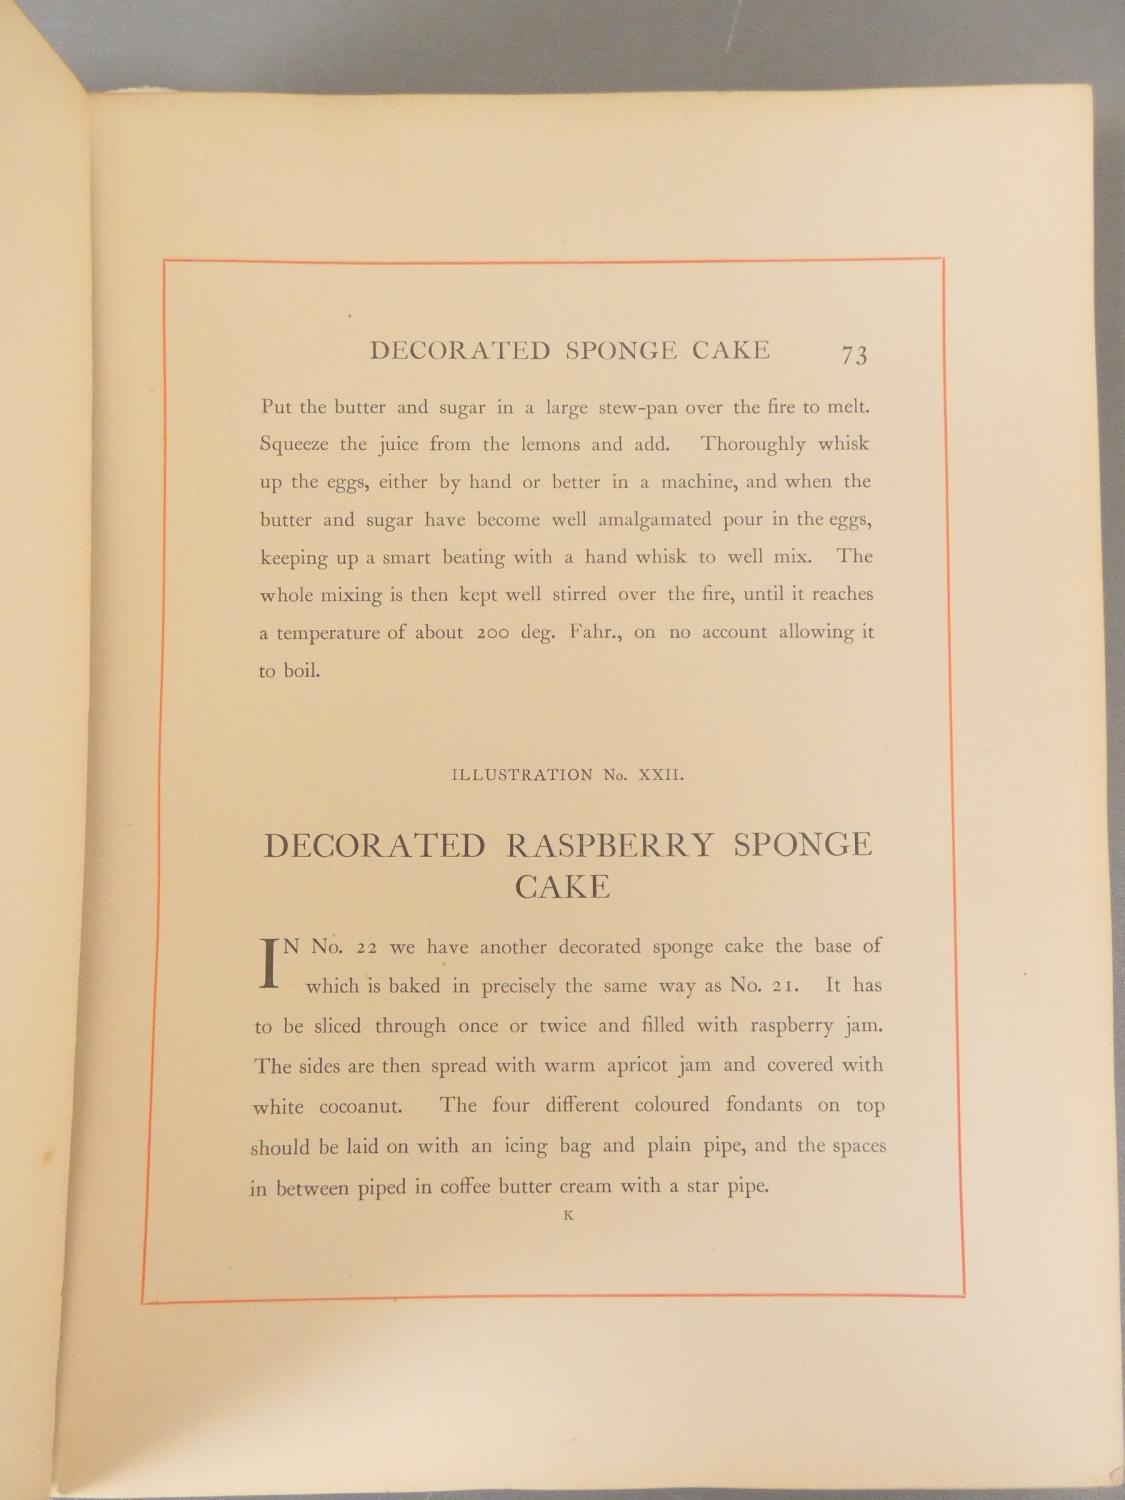 DECORATED SPONGE CAKE 73
Put the butter and sugar in a large stew-pan over the fire to melt.
Squeeze the juice from the lemons and add. Thoroughly whisk
up the eggs, either by hand or better in a machine, and when the
butter and sugar have become well amalgamated pour in the eggs,
keeping up a smart beating with a hand whisk to well mix. The
whole mixing is then kept well stirred over the fire, until it reaches
a temperature of about 200 deg. Fahr., on no account allowing it
to boil.
ILLUSTRATION No. XXII.
DECORATED RASPBERRY SPONGE
CAKE
IN No. 22 we have another decorated sponge cake the base of
which is baked in precisely the same way as No. 21. It has
to be sliced through once or twice and filled with raspberry jam.
The sides are then spread with warm apricot jam and covered with
white cocoanut. The four different coloured fondants on top
should be laid on with an icing bag and plain pipe, and the spaces
in between piped in coffee butter cream with a star pipe.
K